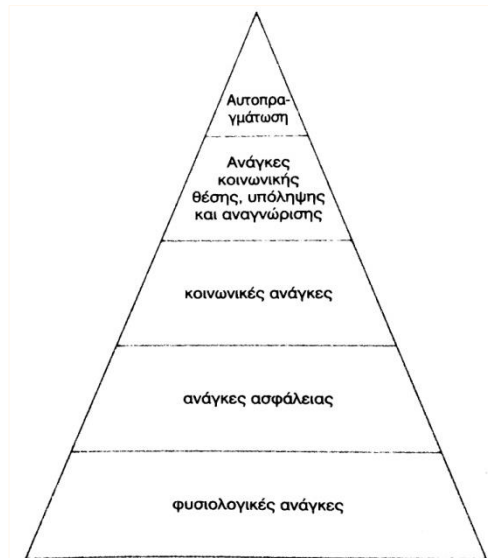 Αυτοπρα-
γμάτωση
Ανάγκες
κοινωνικής
θέσης, υπόληψης
και αναγνώρισης
κοινωνικές ανάγκες
ανάγκες ασφάλειας
φυσιολογικές ανάγκες